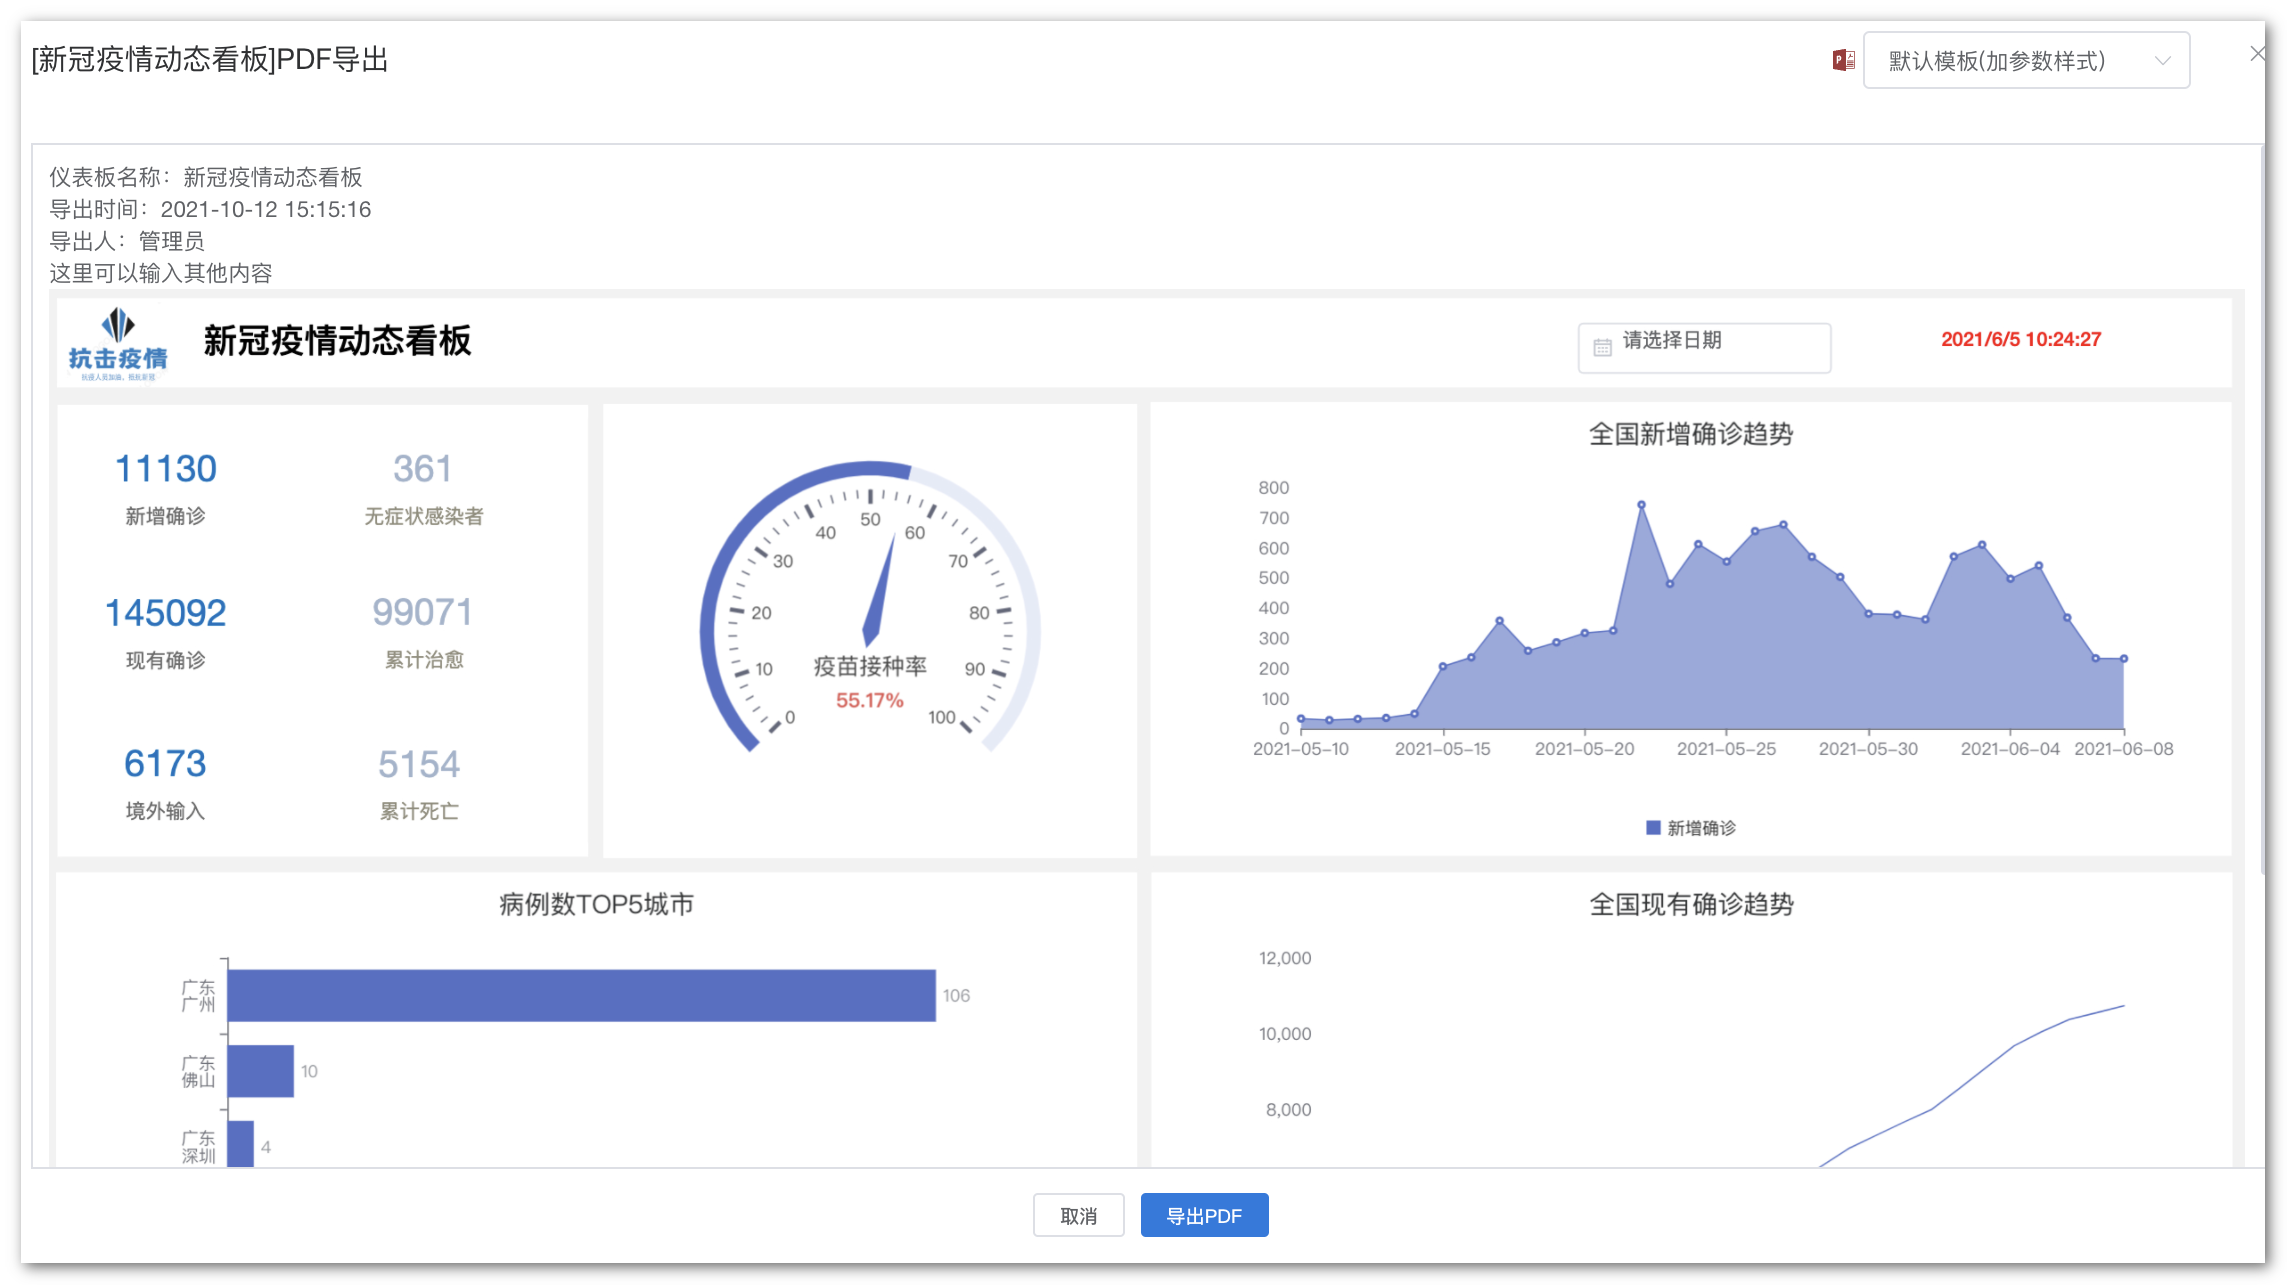 [新冠疫情动态看板]PDF导出
默认模板(加参数样式)
仪表板名称：新冠疫情动态看板
导出时间：2021-10-12 15:15:16
导出人：管理员
这里可以输入其他内容
抗击疫情
新冠疫情动态看板
请选择日期
2021/6/5 10:24:27
11130
新增确诊
361
无症状感染者
145092
现有确诊
99071
累计治愈
6173
境外输入
5154
累计死亡
0
10
20
30
40
50
60
70
80
90
100
疫苗接种率
55.17%
全国新增确诊趋势
800
700
600
500
400
300
200
100
0
2021-05-10 2021-05-15 2021-05-20 2021-05-25 2021-05-30 2021-06-04 2021-06-08
新增确诊
病例数TOP5城市
广东
广州
106
广东
佛山
10
广东
深圳
4
全国现有确诊趋势
12,000
10,000
8,000
取消
导出PDF